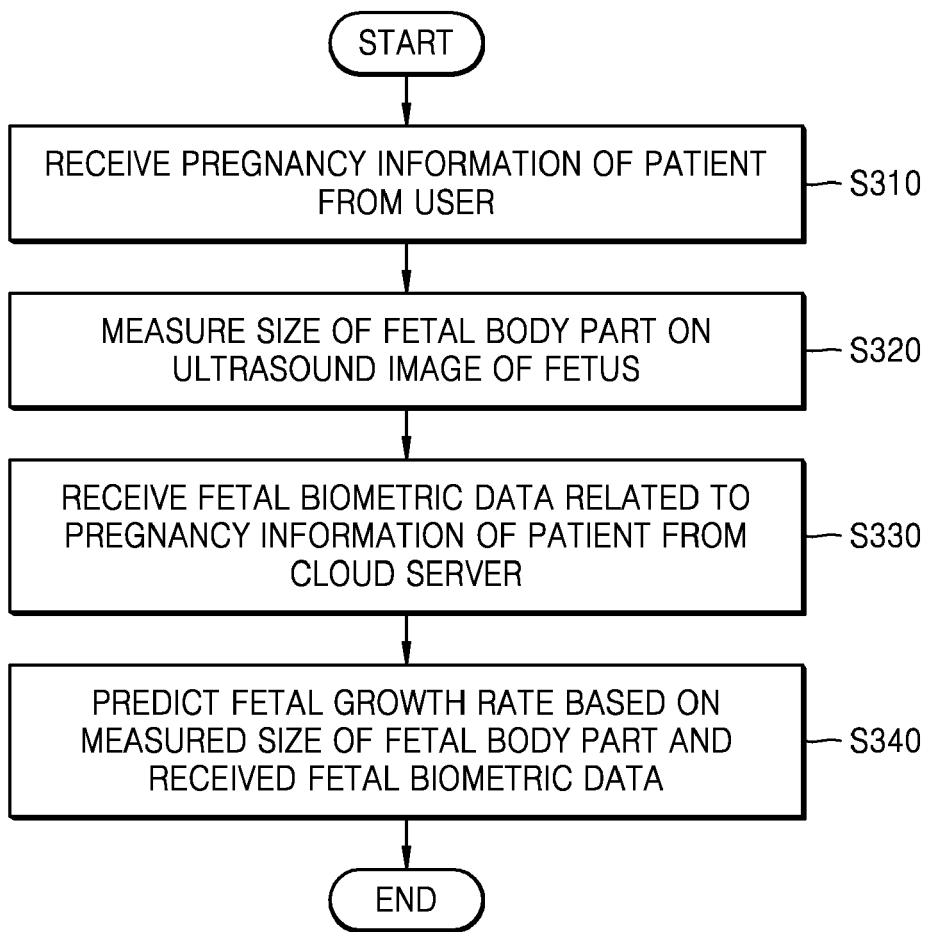 START
RECEIVE PREGNANCY INFORMATION OF PATIENT
FROM USER
S310
MEASURE SIZE OF FETAL BODY PART ON
ULTRASOUND IMAGE OF FETUS
S320
RECEIVE FETAL BIOMETRIC DATA RELATED TO
PREGNANCY INFORMATION OF PATIENT FROM
CLOUD SERVER
S330
PREDICT FETAL GROWTH RATE BASED ON
MEASURED SIZE OF FETAL BODY PART AND
RECEIVED FETAL BIOMETRIC DATA
S340
END